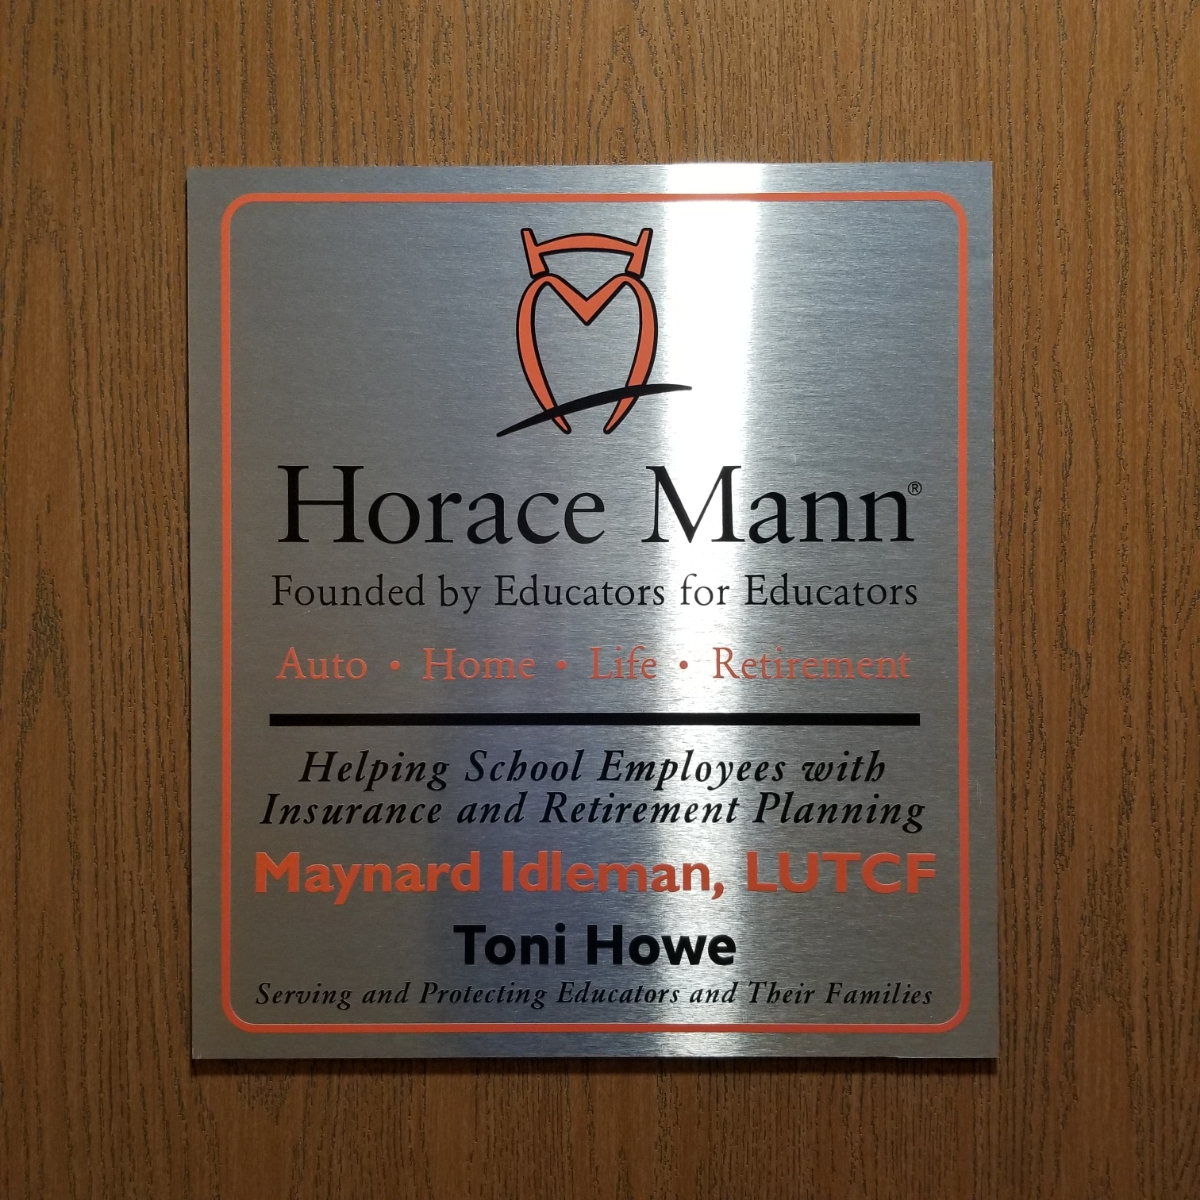 Horace Mann®
Founded by Educators for Educators
Auto • Home • Life • Retirement
Helping School Employees with
Insurance and Retirement Planning
Maynard Idleman, LUTCF
Toni Howe
Serving and Protecting Educators and Their Families